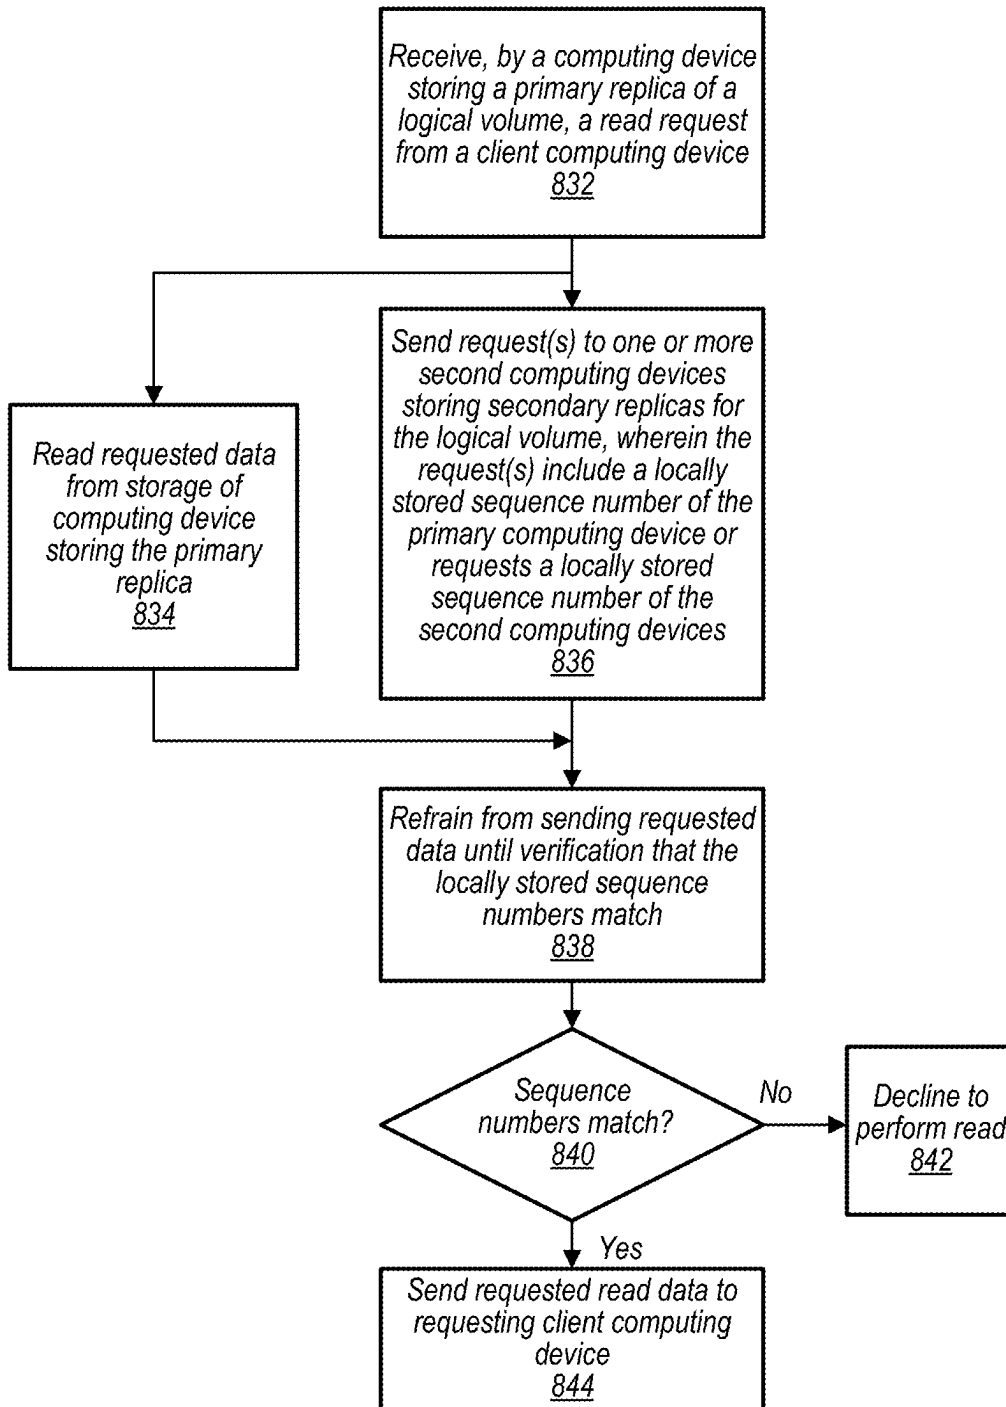 Receive, by a computing device
storing a primary replica of a
logical volume, a read request
from a client computing device
832
Send request(s) to one or more
second computing devices
storing secondary replicas for
the logical volume, wherein the
request(s) include a locally
stored sequence number of the
primary computing device or
requests a locally stored
sequence number of the
second computing devices
836
Read requested data
from storage of
computing device
storing the primary
replica
834
Refrain from sending requested
data until verification that the
locally stored sequence
numbers match
838
Sequence
numbers match?
840
No
Decline to
perform read
842
Yes
Send requested read data to
requesting client computing
device
844